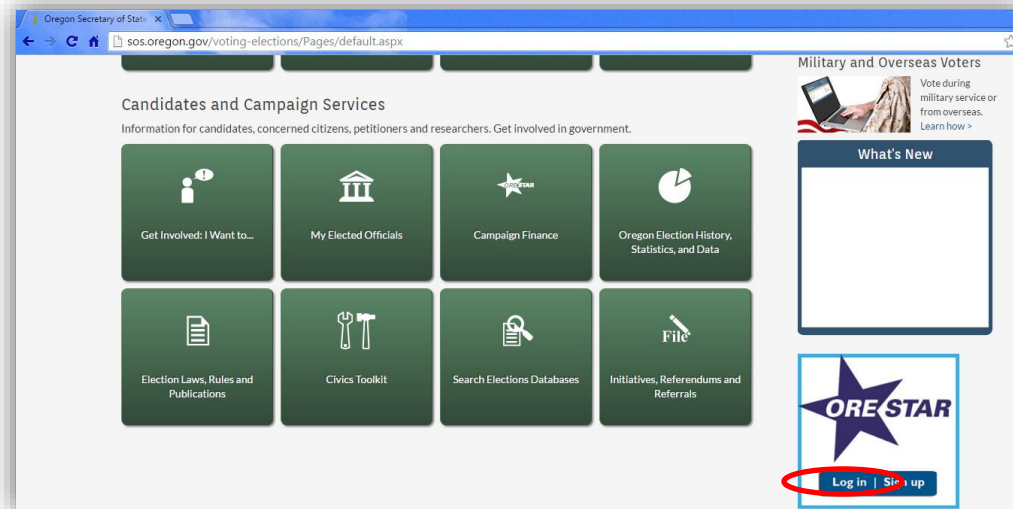 Oregon Secretary of State
sos.oregon.gov/voting-elections/Pages/default.aspx
Candidates and Campaign Services
Information for candidates, concerned citizens, petitioners and researchers. Get involved in government.
Get Involved: I Want to...
My Elected Officials
ORESTAR
Campaign Finance
Oregon Election History,
Statistics, and Data
Election Laws, Rules and
Publications
Civics Toolkit
Search Elections Databases
File
Initiatives, Referendums and
Referrals
Military and Overseas Voters
Vote during
military service or
from overseas.
Learn how >
What's New
ORESTAR
Log in | Sign up